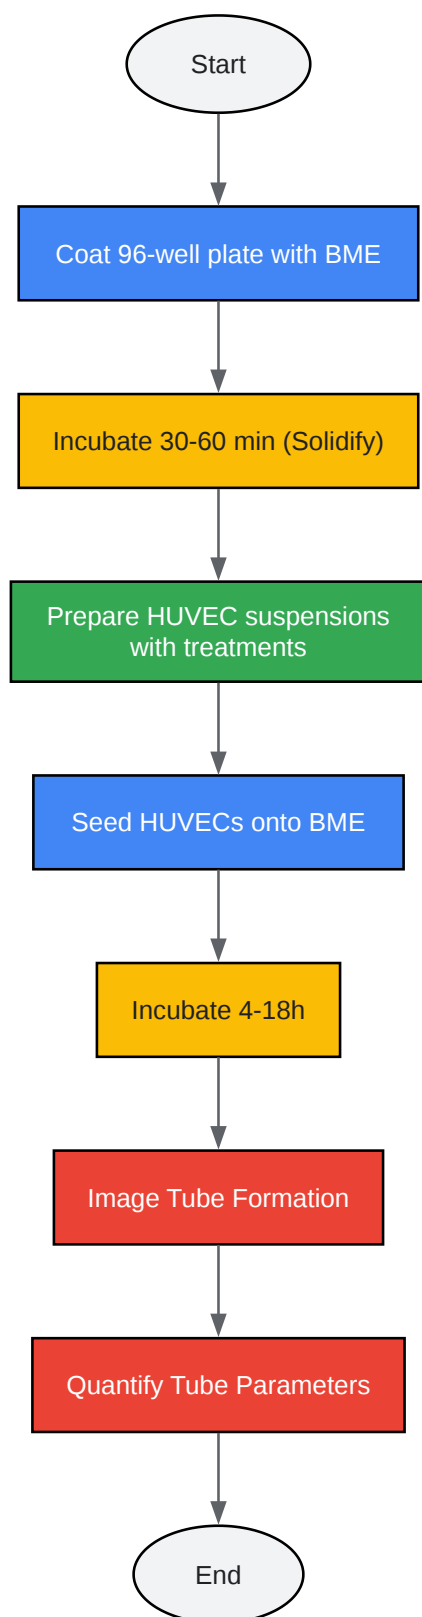 Start
Coat 96-well plate with BME
Incubate 30-60 min (Solidify)
Prepare HUVEC suspensions
with treatments
Seed HUVECs onto BME
Incubate 4-18h
Image Tube Formation
Quantify Tube Parameters
End